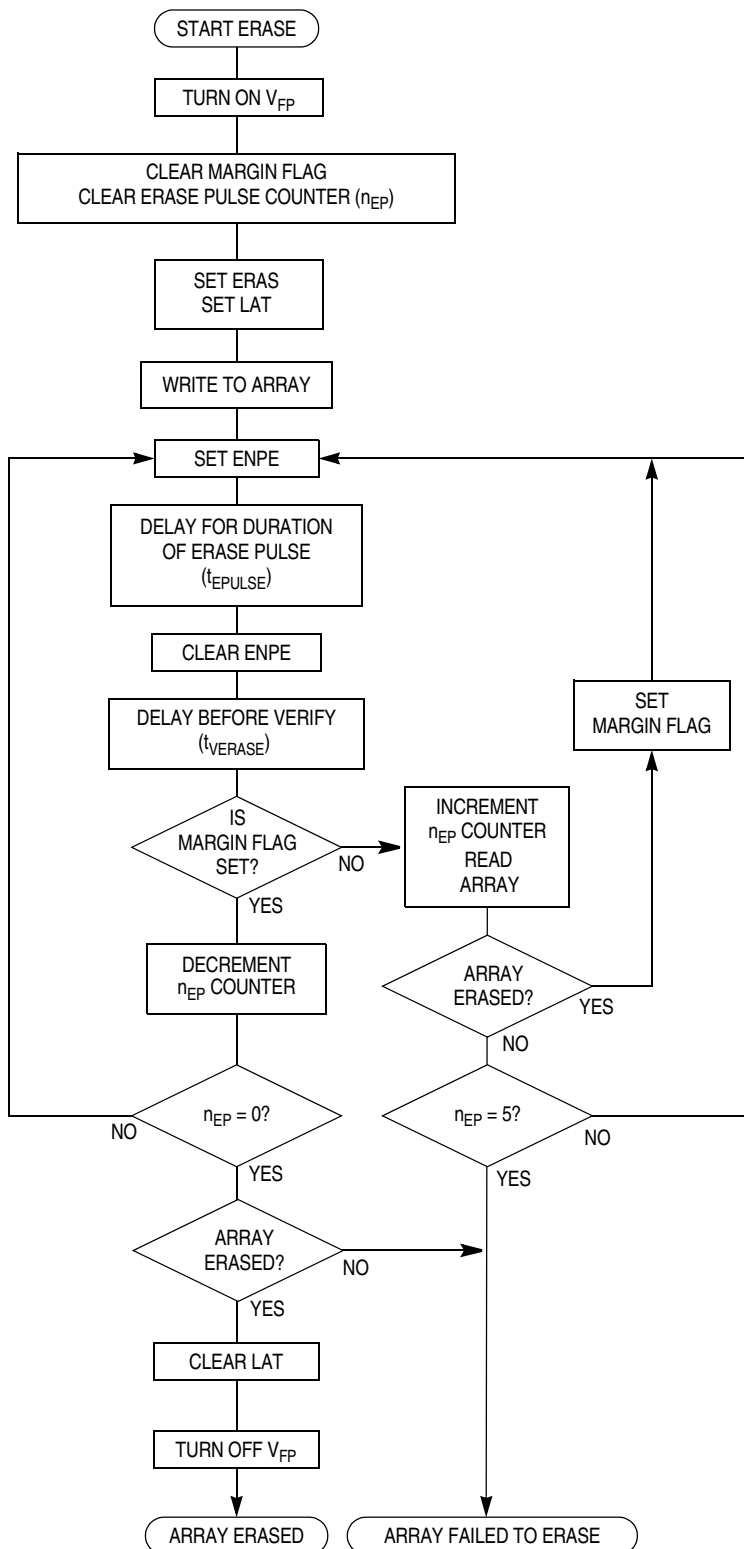 START ERASE
TURN ON VFP
CLEAR MARGIN FLAG
CLEAR ERASE PULSE COUNTER (nEP)
SET ERAS
SET LAT
WRITE TO ARRAY
SET ENPE
DELAY FOR DURATION
OF ERASE PULSE
(tEPULSE)
CLEAR ENPE
DELAY BEFORE VERIFY
(tVERASE)
SET
MARGIN FLAG
IS
MARGIN FLAG
SET?
NO
YES
INCREMENT
nEP COUNTER
READ
ARRAY
DECREMENT
nEP COUNTER
ARRAY
ERASED?
YES
NO
nEP = 0?
NO
YES
nEP = 5?
NO
YES
ARRAY
ERASED?
NO
YES
CLEAR LAT
TURN OFF VFP
ARRAY ERASED
ARRAY FAILED TO ERASE